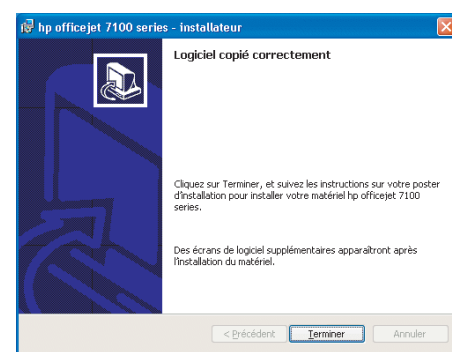 hp officejet 7100 series - installateur
Logiciel copié correctement
Cliquez sur Terminer, et suivez les instructions sur votre poster
d'installation pour installer votre matériel hp officejet 7100
series.
Des écrans de logiciel supplémentaires apparaîtront après
l'installation du matériel.
< Précédent
Terminer
Annuler